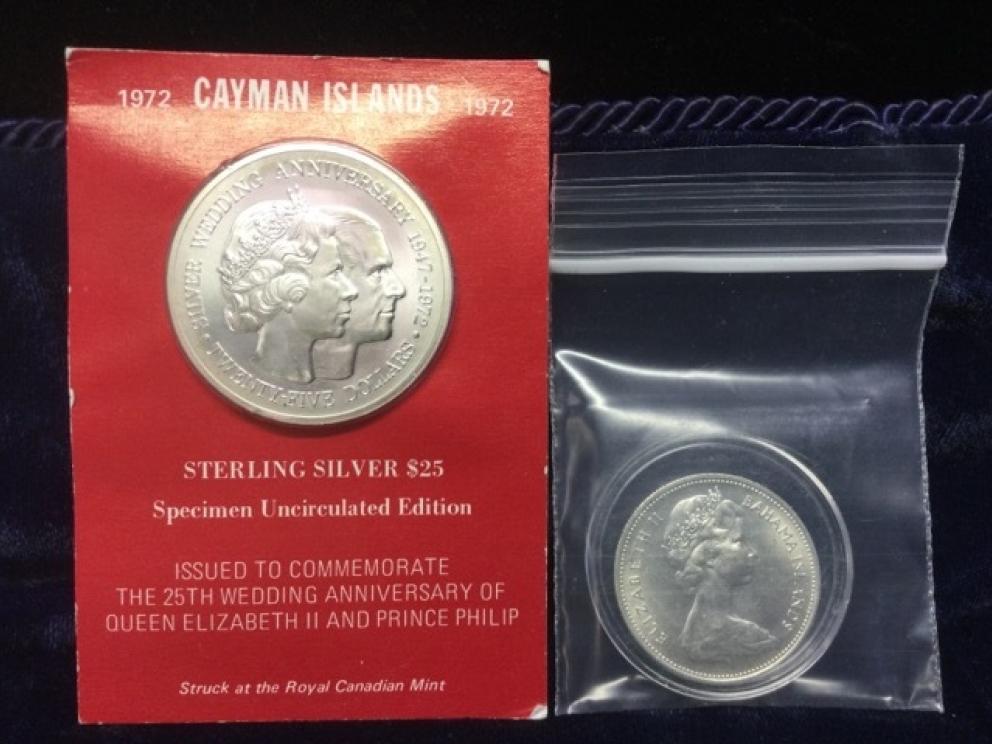 1972 CAYMAN ISLANDS 1972
· SILVER WEDDING ANNIVERSARY 1947-1972 ·
TWENTY-FIVE DOLLARS
STERLING SILVER $25
Specimen Uncirculated Edition
ISSUED TO COMMEMORATE
THE 25TH WEDDING ANNIVERSARY OF
QUEEN ELIZABETH II AND PRINCE PHILIP
Struck at the Royal Canadian Mint
ELIZABETH II BAHAMA ISLANDS